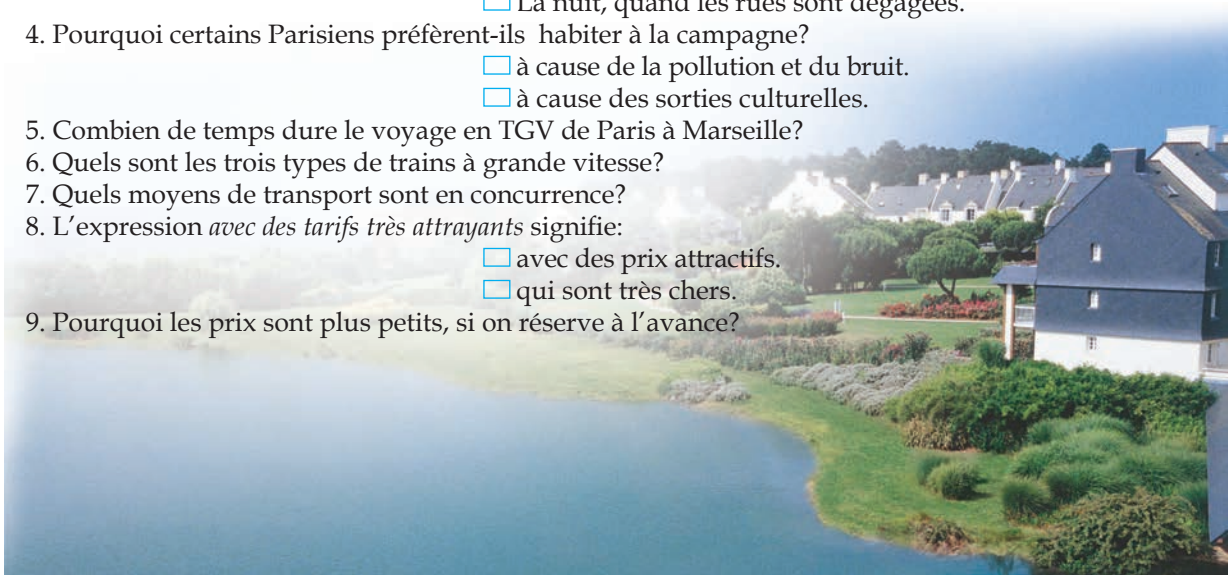 La nuit, quand les rues sont dégagées.
4. Pourquoi certains Parisiens préfèrent-ils habiter à la campagne?
à cause de la pollution et du bruit.
à cause des sorties culturelles.
5. Combien de temps dure le voyage en TGV de Paris à Marseille?
6. Quels sont les trois types de trains à grande vitesse?
7. Quels moyens de transport sont en concurrence?
8. L'expression avec des tarifs très attrayants signifie:
avec des prix attractifs.
qui sont très chers.
9. Pourquoi les prix sont plus petits, si on réserve à l'avance?